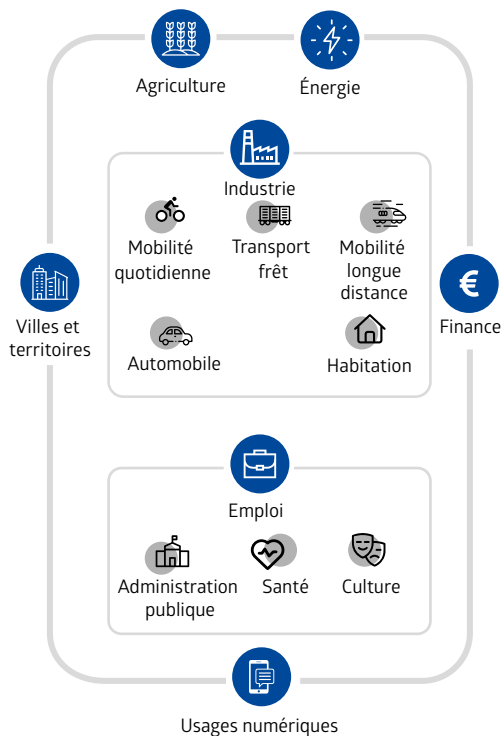 Agriculture
Énergie
Industrie
Mobilité
quotidienne
Transport
frêt
Mobilité
longue
distance
Villes et
territoires
€
Finance
Automobile
Habitation
Emploi
Administration
publique
Santé
Culture
Usages numériques